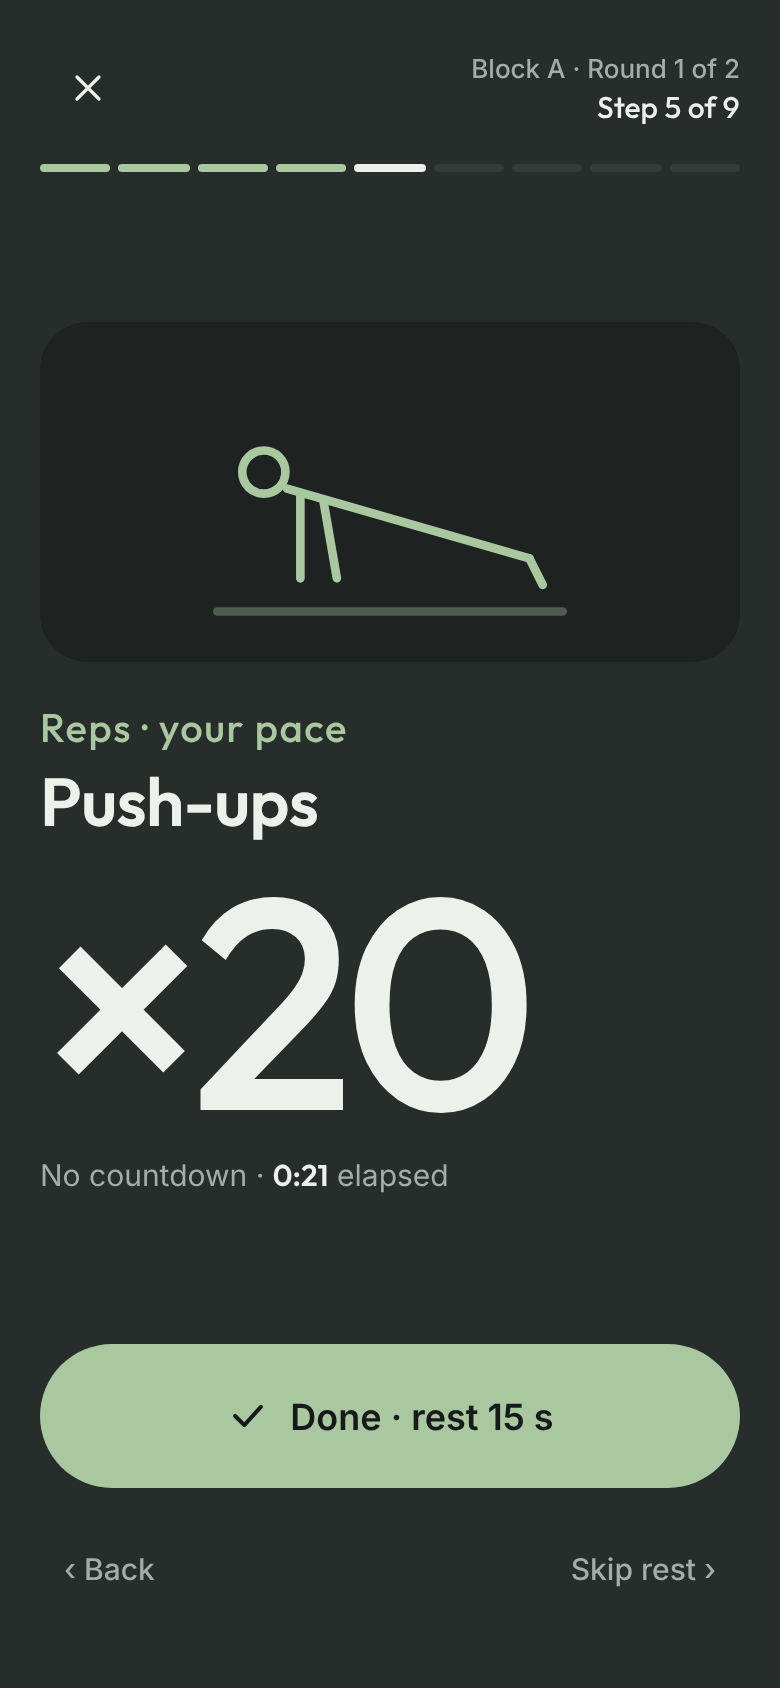 Block A · Round 1 of 2
Step 5 of 9
Reps · your pace
Push-ups
×20
No countdown · 0:21 elapsed
Done · rest 15 s
‹ Back
Skip rest ›